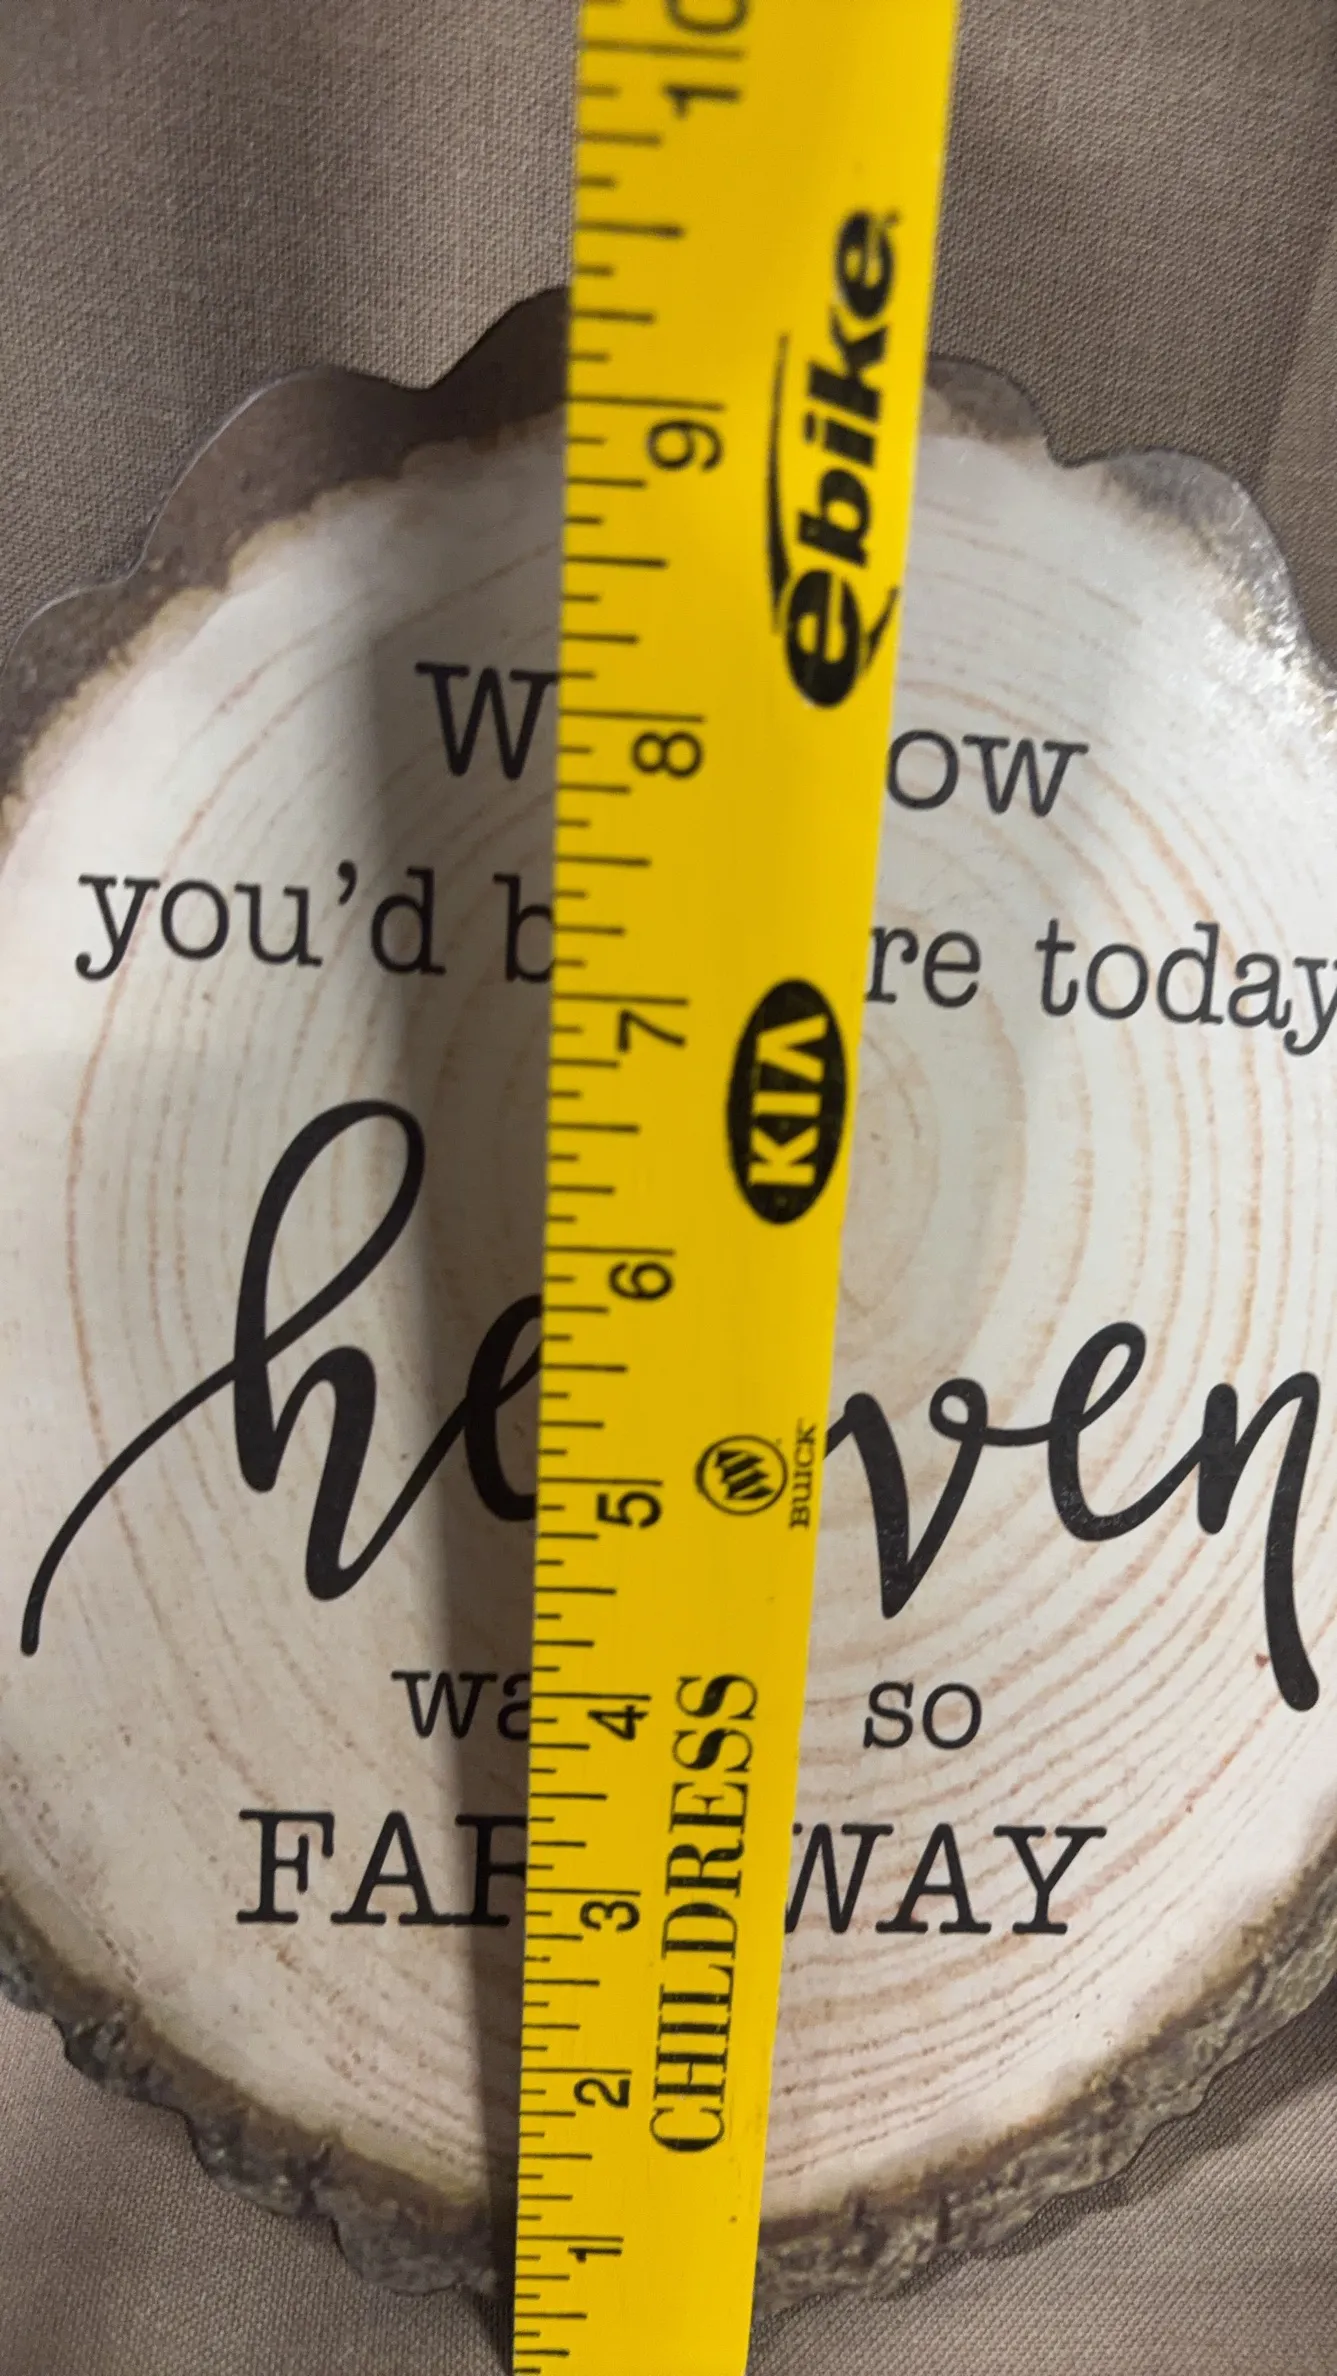 10
ebike
9
W ow
8
you'd b re today
7
KIA
6
he ven
5
BUICK
wa so
4
CHILDRESS
FAR WAY
3
2
1